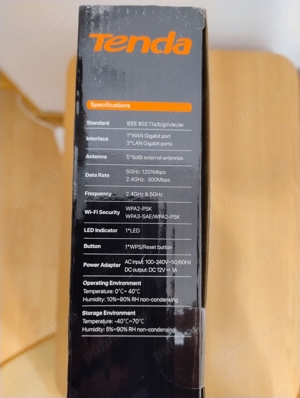 Tenda
Specifications
Standard IEEE 802.11a/b/g/n/ac/ax
Interface 1*WAN Gigabit port
3*LAN Gigabit ports
Antenna 5*6dBi external antennas
Data Rate 5GHz: 1201Mbps
2.4GHz: 300Mbps
Frequency 2.4GHz & 5GHz
Wi-Fi Security WPA2-PSK
WPA3-SAE/WPA2-PSK
LED Indicator 1*LED
Button 1*WPS/Reset button
Power Adapter AC input: 100-240V~50/60Hz
DC output: DC 12V⎓1A
Operating Environment
Temperature: 0°C~ 40°C
Humidity: 10%~90% RH non-condensing
Storage Environment
Temperature: -40°C~70°C
Humidity: 5%~90% RH non-condensing